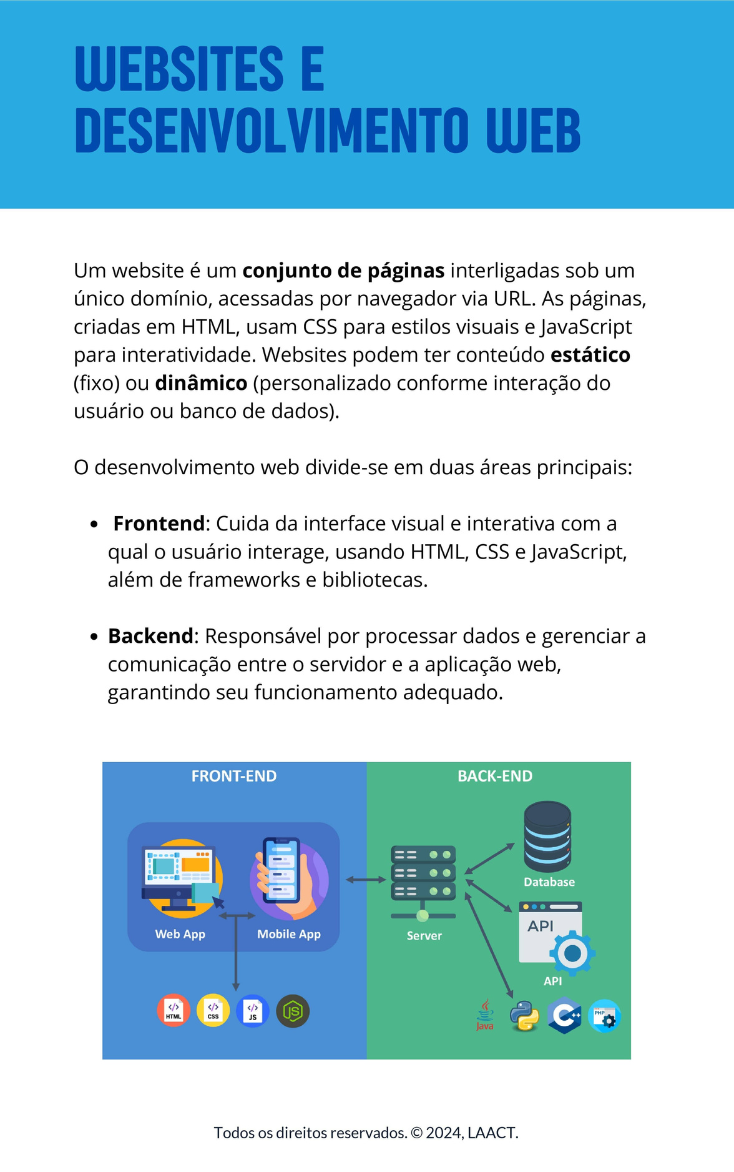 WEBSITES E
DESENVOLVIMENTO WEB
Um website é um conjunto de páginas interligadas sob um
único domínio, acessadas por navegador via URL. As páginas,
criadas em HTML, usam CSS para estilos visuais e JavaScript
para interatividade. Websites podem ter conteúdo estático
(fixo) ou dinâmico (personalizado conforme interação do
usuário ou banco de dados).
O desenvolvimento web divide-se em duas áreas principais:
• Frontend: Cuida da interface visual e interativa com a
qual o usuário interage, usando HTML, CSS e JavaScript,
além de frameworks e bibliotecas.
• Backend: Responsável por processar dados e gerenciar a
comunicação entre o servidor e a aplicação web,
garantindo seu funcionamento adequado.
FRONT-END
Web App
Mobile App
</> HTML
</> CSS
</> JS
JS
BACK-END
Server
Database
API
API
Java
C++
PHP
Todos os direitos reservados. © 2024, LAACT.